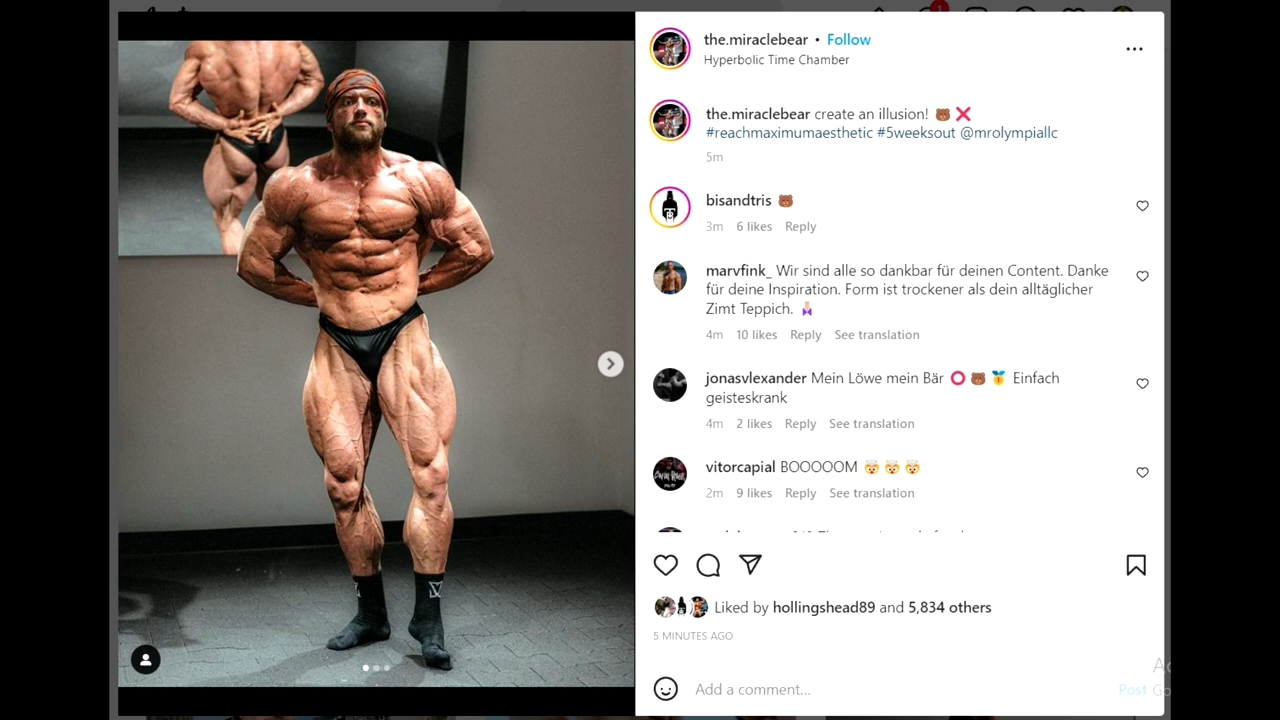 the.miraclebear • Follow
Hyperbolic Time Chamber
the.miraclebear create an illusion! 🐻 ❌
#reachmaximumaesthetic #5weeksout @mrolympiallc
5m
bisandtris 🐻
3m 6 likes Reply
marvfink_ Wir sind alle so dankbar für deinen Content. Danke
für deine Inspiration. Form ist trockener als dein alltäglicher
Zimt Teppich. 🧜🏻‍♀️
4m 10 likes Reply See translation
jonasvlexander Mein Löwe mein Bär ⭕ 🐻 🥇 Einfach
geisteskrank
4m 2 likes Reply See translation
vitorcapial BOOOOOM 🤯 🤯 🤯
2m 9 likes Reply See translation
Liked by hollingshead89 and 5,834 others
5 MINUTES AGO
Add a comment...
Post